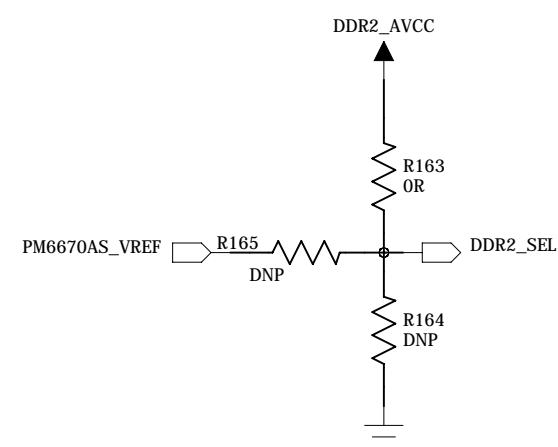 DDR2_AVCC
R163
0R
PM6670AS_VREF
R165
DNP
DDR2_SEL
R164
DNP